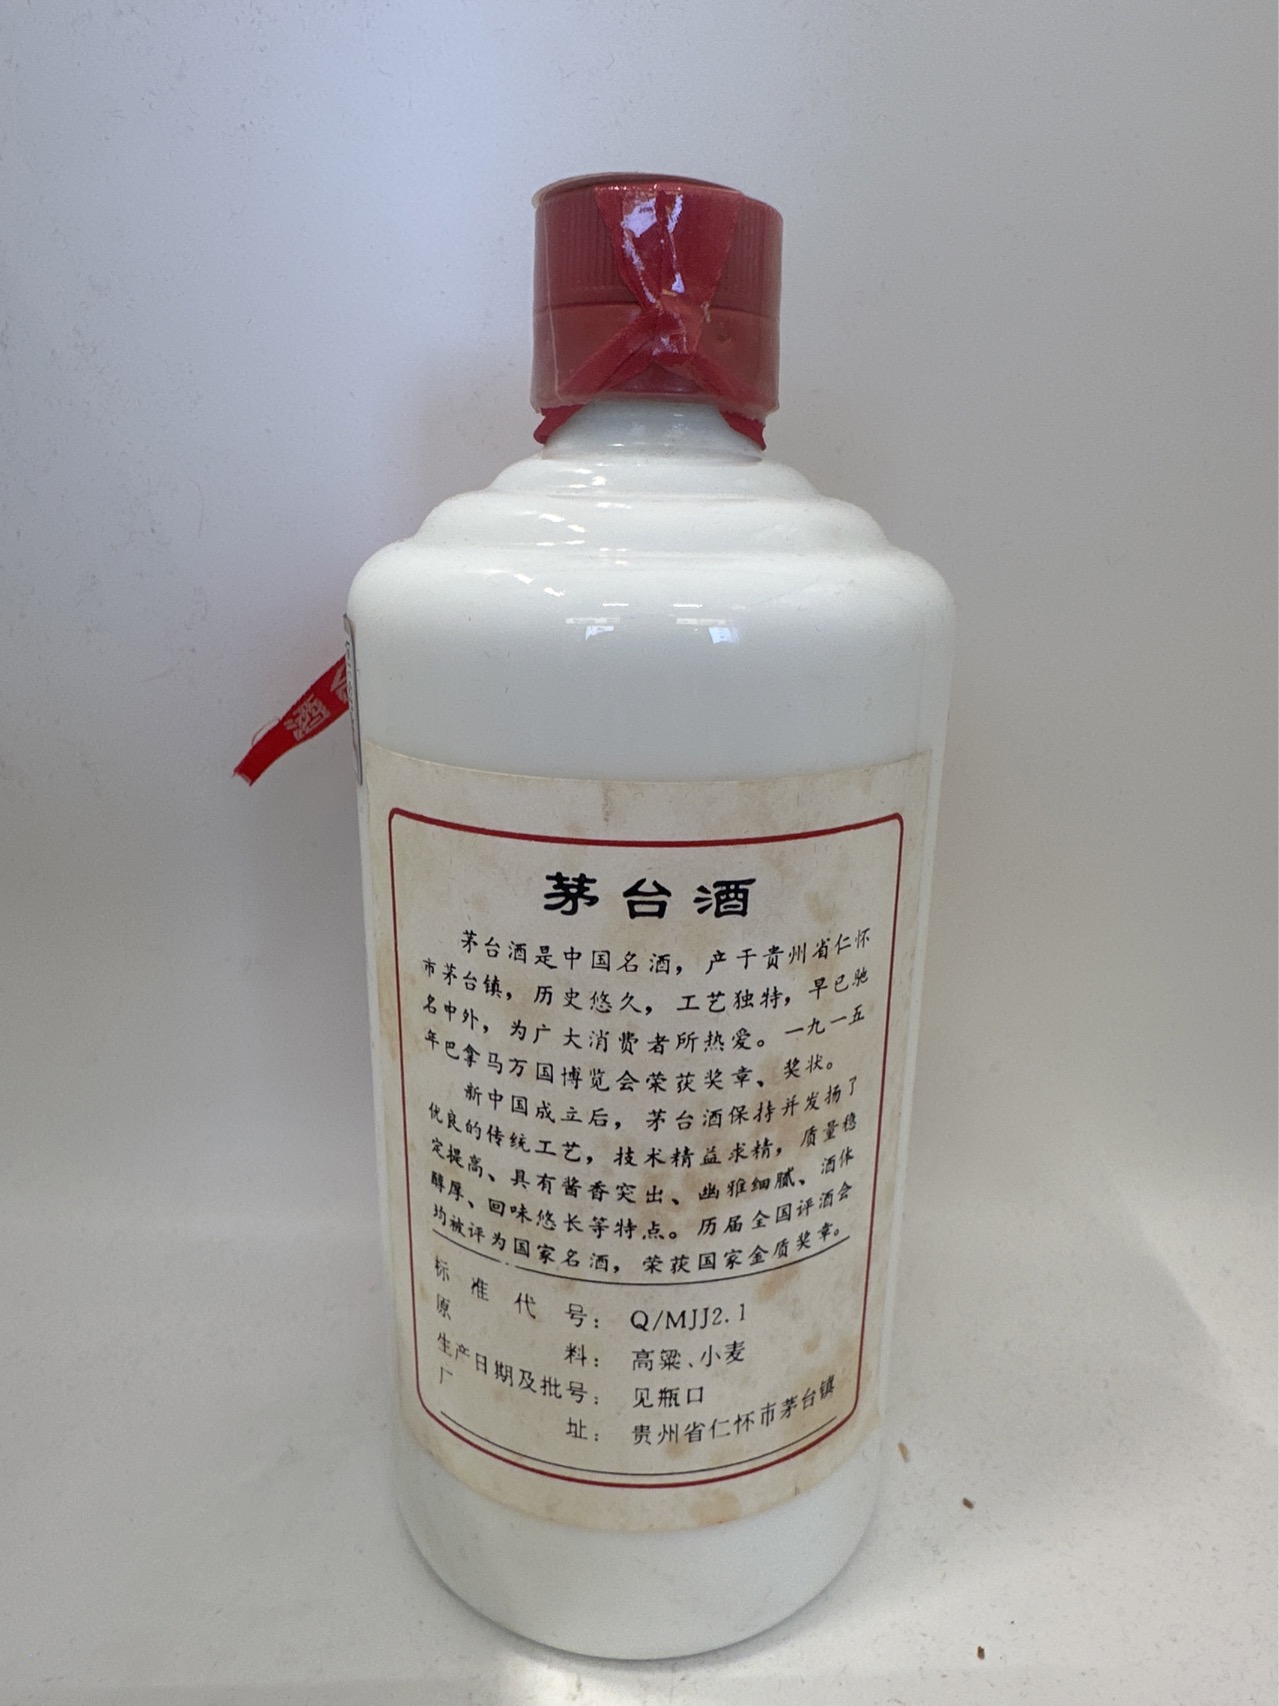 酒
茅台酒
茅台酒是中国名酒，产于贵州省仁怀
市茅台镇，历史悠久，工艺独特，早已驰
名中外，为广大消费者所热爱。一九一五
年巴拿马万国博览会荣获奖章、奖状。
新中国成立后，茅台酒保持并发扬了
优良的传统工艺，技术精益求精，质量稳
定提高、具有酱香突出、幽雅细腻、酒体
醇厚、回味悠长等特点。历届全国评酒会
均被评为国家名酒，荣获国家金质奖章。
标准代号：Q/MJJ2.1
原料：高粱、小麦
生产日期及批号：见瓶口
厂址：贵州省仁怀市茅台镇